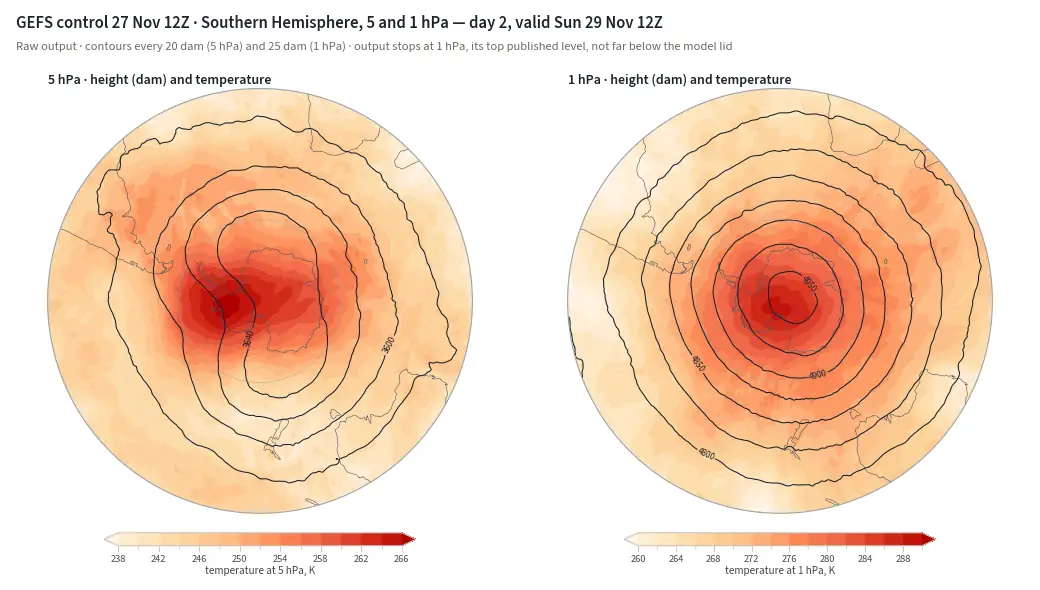 GEFS control 27 Nov 12Z · Southern Hemisphere, 5 and 1 hPa — day 2, valid Sun 29 Nov 12Z
Raw output · contours every 20 dam (5 hPa) and 25 dam (1 hPa) · output stops at 1 hPa, its top published level, not far below the model lid
5 hPa · height (dam) and temperature
3640
3600
238 242 246 250 254 258 262 266
temperature at 5 hPa, K
1 hPa · height (dam) and temperature
4950
4850
4900
4800
260 264 268 272 276 280 284 288
temperature at 1 hPa, K